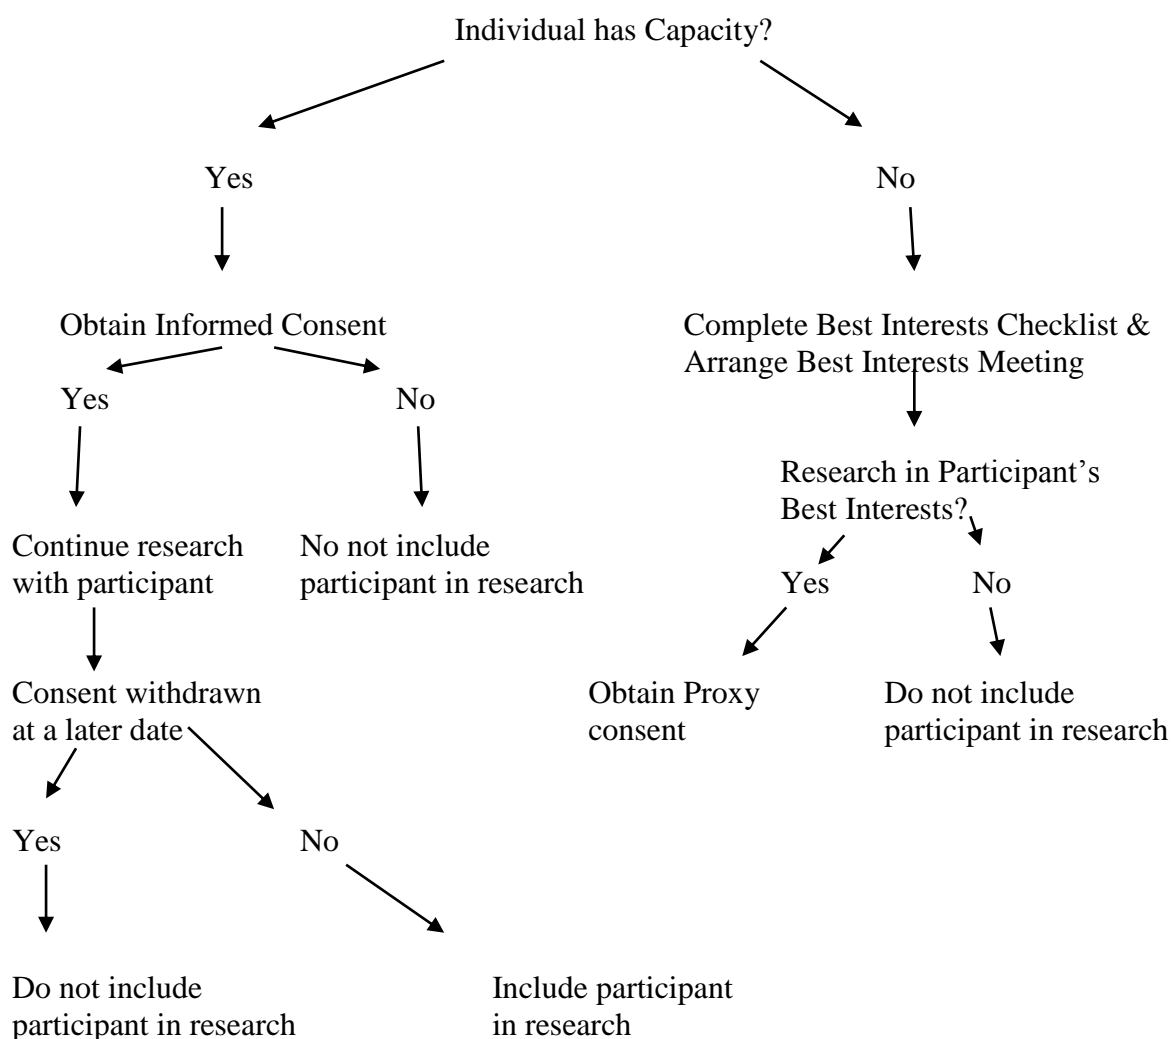 Individual has Capacity?
Yes
No
Obtain Informed Consent
Complete Best Interests Checklist &
Arrange Best Interests Meeting
Yes
No
Research in Participant’s
Best Interests?
Continue research
with participant
No not include
participant in research
Yes
No
Consent withdrawn
at a later date
Obtain Proxy
consent
Do not include
participant in research
Yes
No
Do not include
participant in research
Include participant
in research